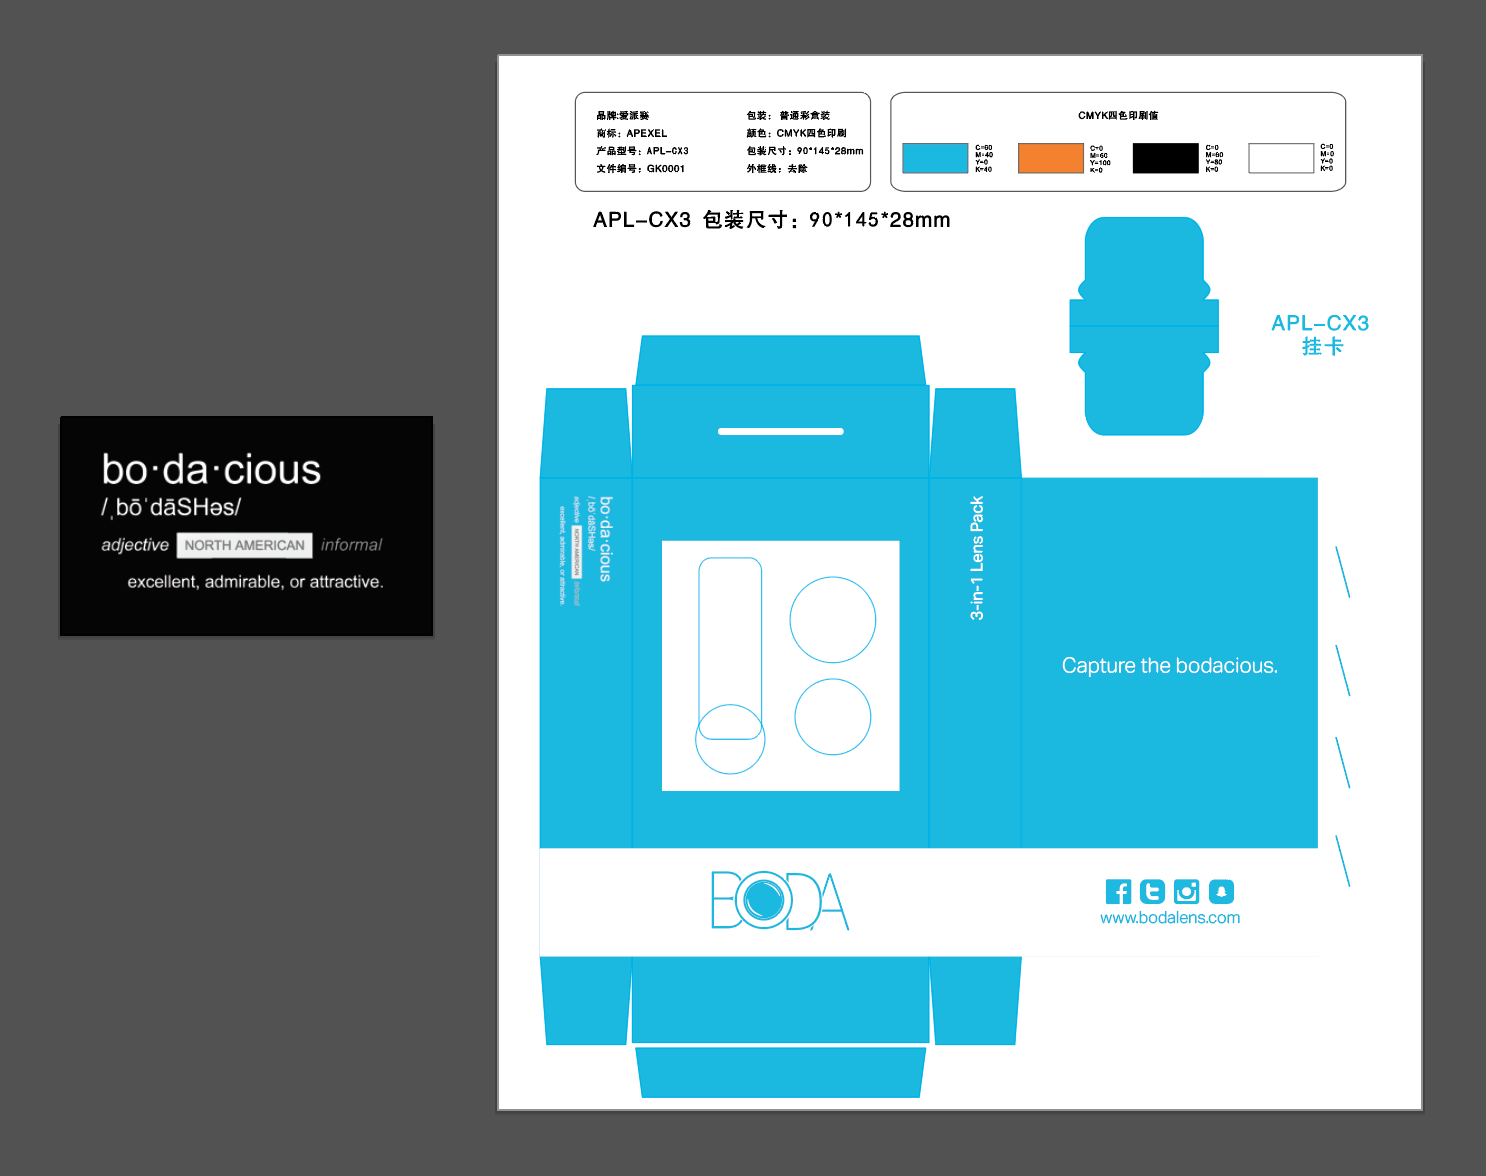 bo·da·cious
/ˌbōˈdāSHəs/
adjective NORTH AMERICAN informal
excellent, admirable, or attractive.
品牌:爱派赛
商标：APEXEL
产品型号：APL-CX3
文件编号：GK0001
包装：普通彩盒装
颜色：CMYK四色印刷
包装尺寸：90*145*28mm
外框线：去除
CMYK四色印刷值
C=60
M=40
Y=0
K=40
C=0
M=60
Y=100
K=0
C=0
M=60
Y=80
K=0
C=0
M=0
Y=0
K=0
APL-CX3 包装尺寸：90*145*28mm
APL-CX3
挂卡
bo·da·cious
/ˌbōˈdāSHəs/
adjective NORTH AMERICAN informal
excellent, admirable, or attractive.
3-in-1 Lens Pack
Capture the bodacious.
BODA
www.bodalens.com